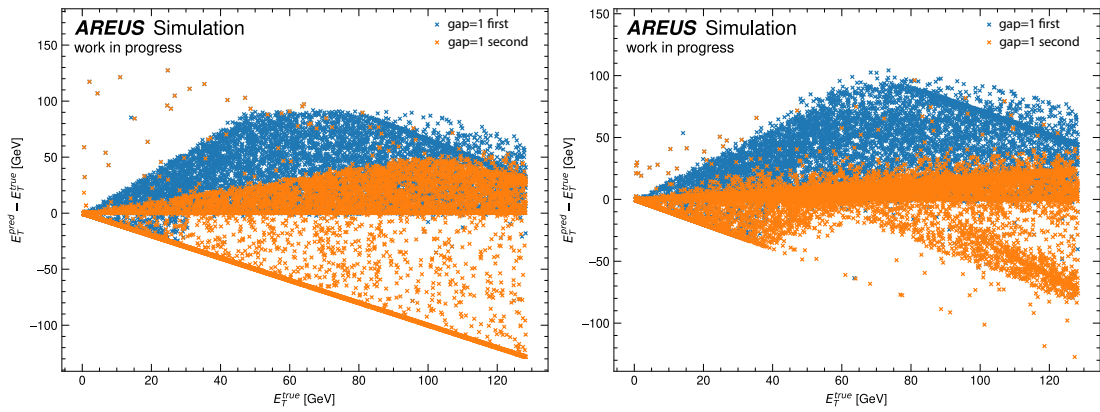 AREUS Simulation
work in progress
gap=1 first
gap=1 second
150
100
50
0
−50
−100
0
20
40
60
80
100
120
E_T^pred − E_T^true [GeV]
E_T^true [GeV]
AREUS Simulation
work in progress
gap=1 first
gap=1 second
150
100
50
0
−50
−100
0
20
40
60
80
100
120
E_T^pred − E_T^true [GeV]
E_T^true [GeV]